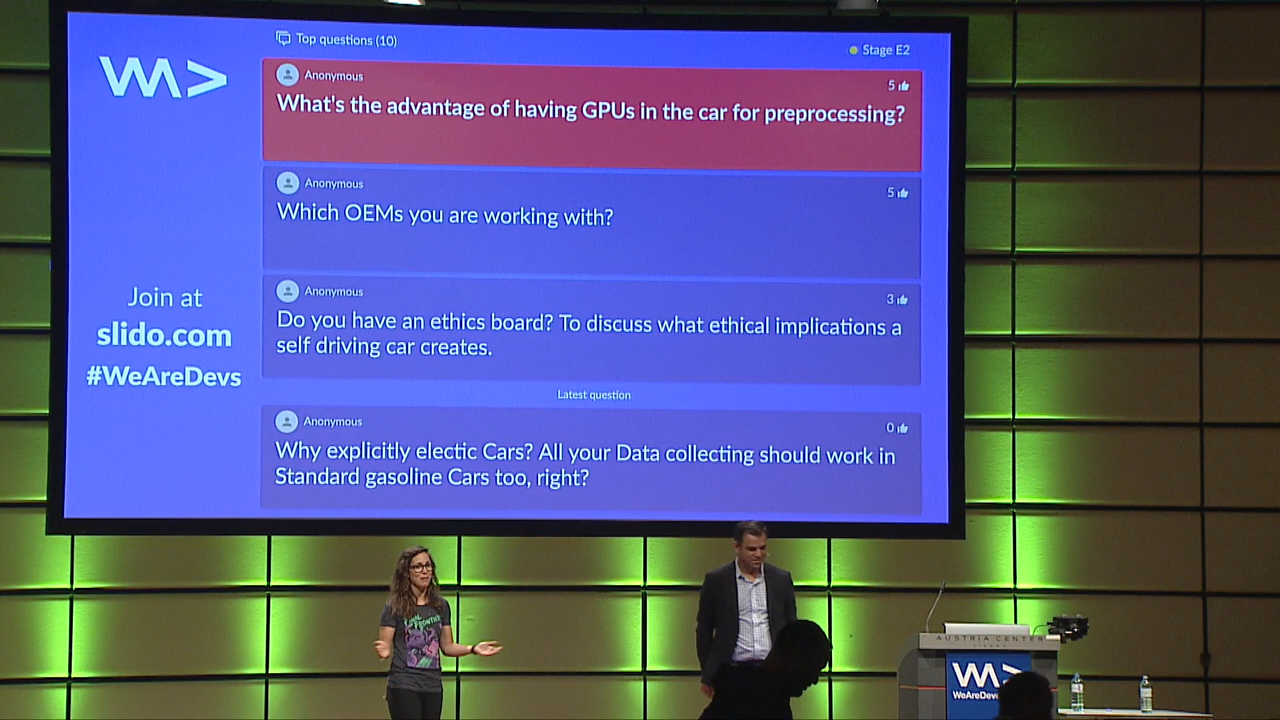 Top questions (10)
Stage E2
WA>
Anonymous
5
What's the advantage of having GPUs in the car for preprocessing?
Anonymous
5
Which OEMs you are working with?
Anonymous
3
Do you have an ethics board? To discuss what ethical implications a
self driving car creates.
Latest question
Anonymous
0
Why explicitly electic Cars? All your Data collecting should work in
Standard gasoline Cars too, right?
Join at
slido.com
#WeAreDevs
AUSTRIA CENTER
WA>
WeAreDev